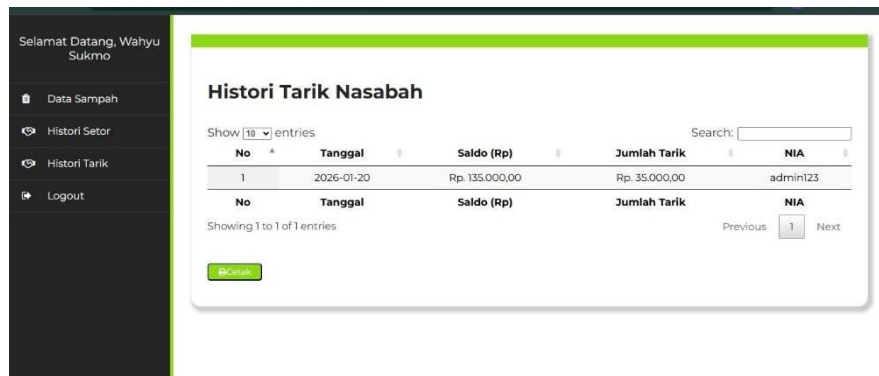 Selamat Datang, Wahyu
Sukmo
Data Sampah
Histori Setor
Histori Tarik
Logout
Histori Tarik Nasabah
Show 10 entries
Search:
No Tanggal Saldo (Rp) Jumlah Tarik NIA
1 2026-01-20 Rp. 135.000,00 Rp. 35.000,00 admin123
No Tanggal Saldo (Rp) Jumlah Tarik NIA
Showing 1 to 1 of 1 entries
Previous 1 Next
Cetak